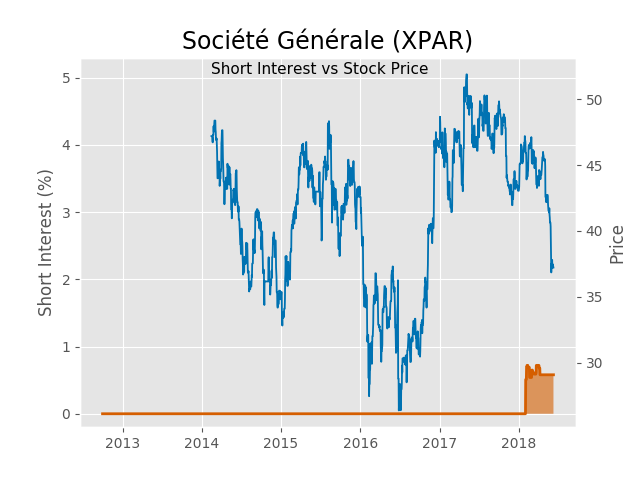 Société Générale (XPAR)
Short Interest vs Stock Price
Short Interest (%)
5
4
3
2
1
0
Price
50
45
40
35
30
2013 2014 2015 2016 2017 2018